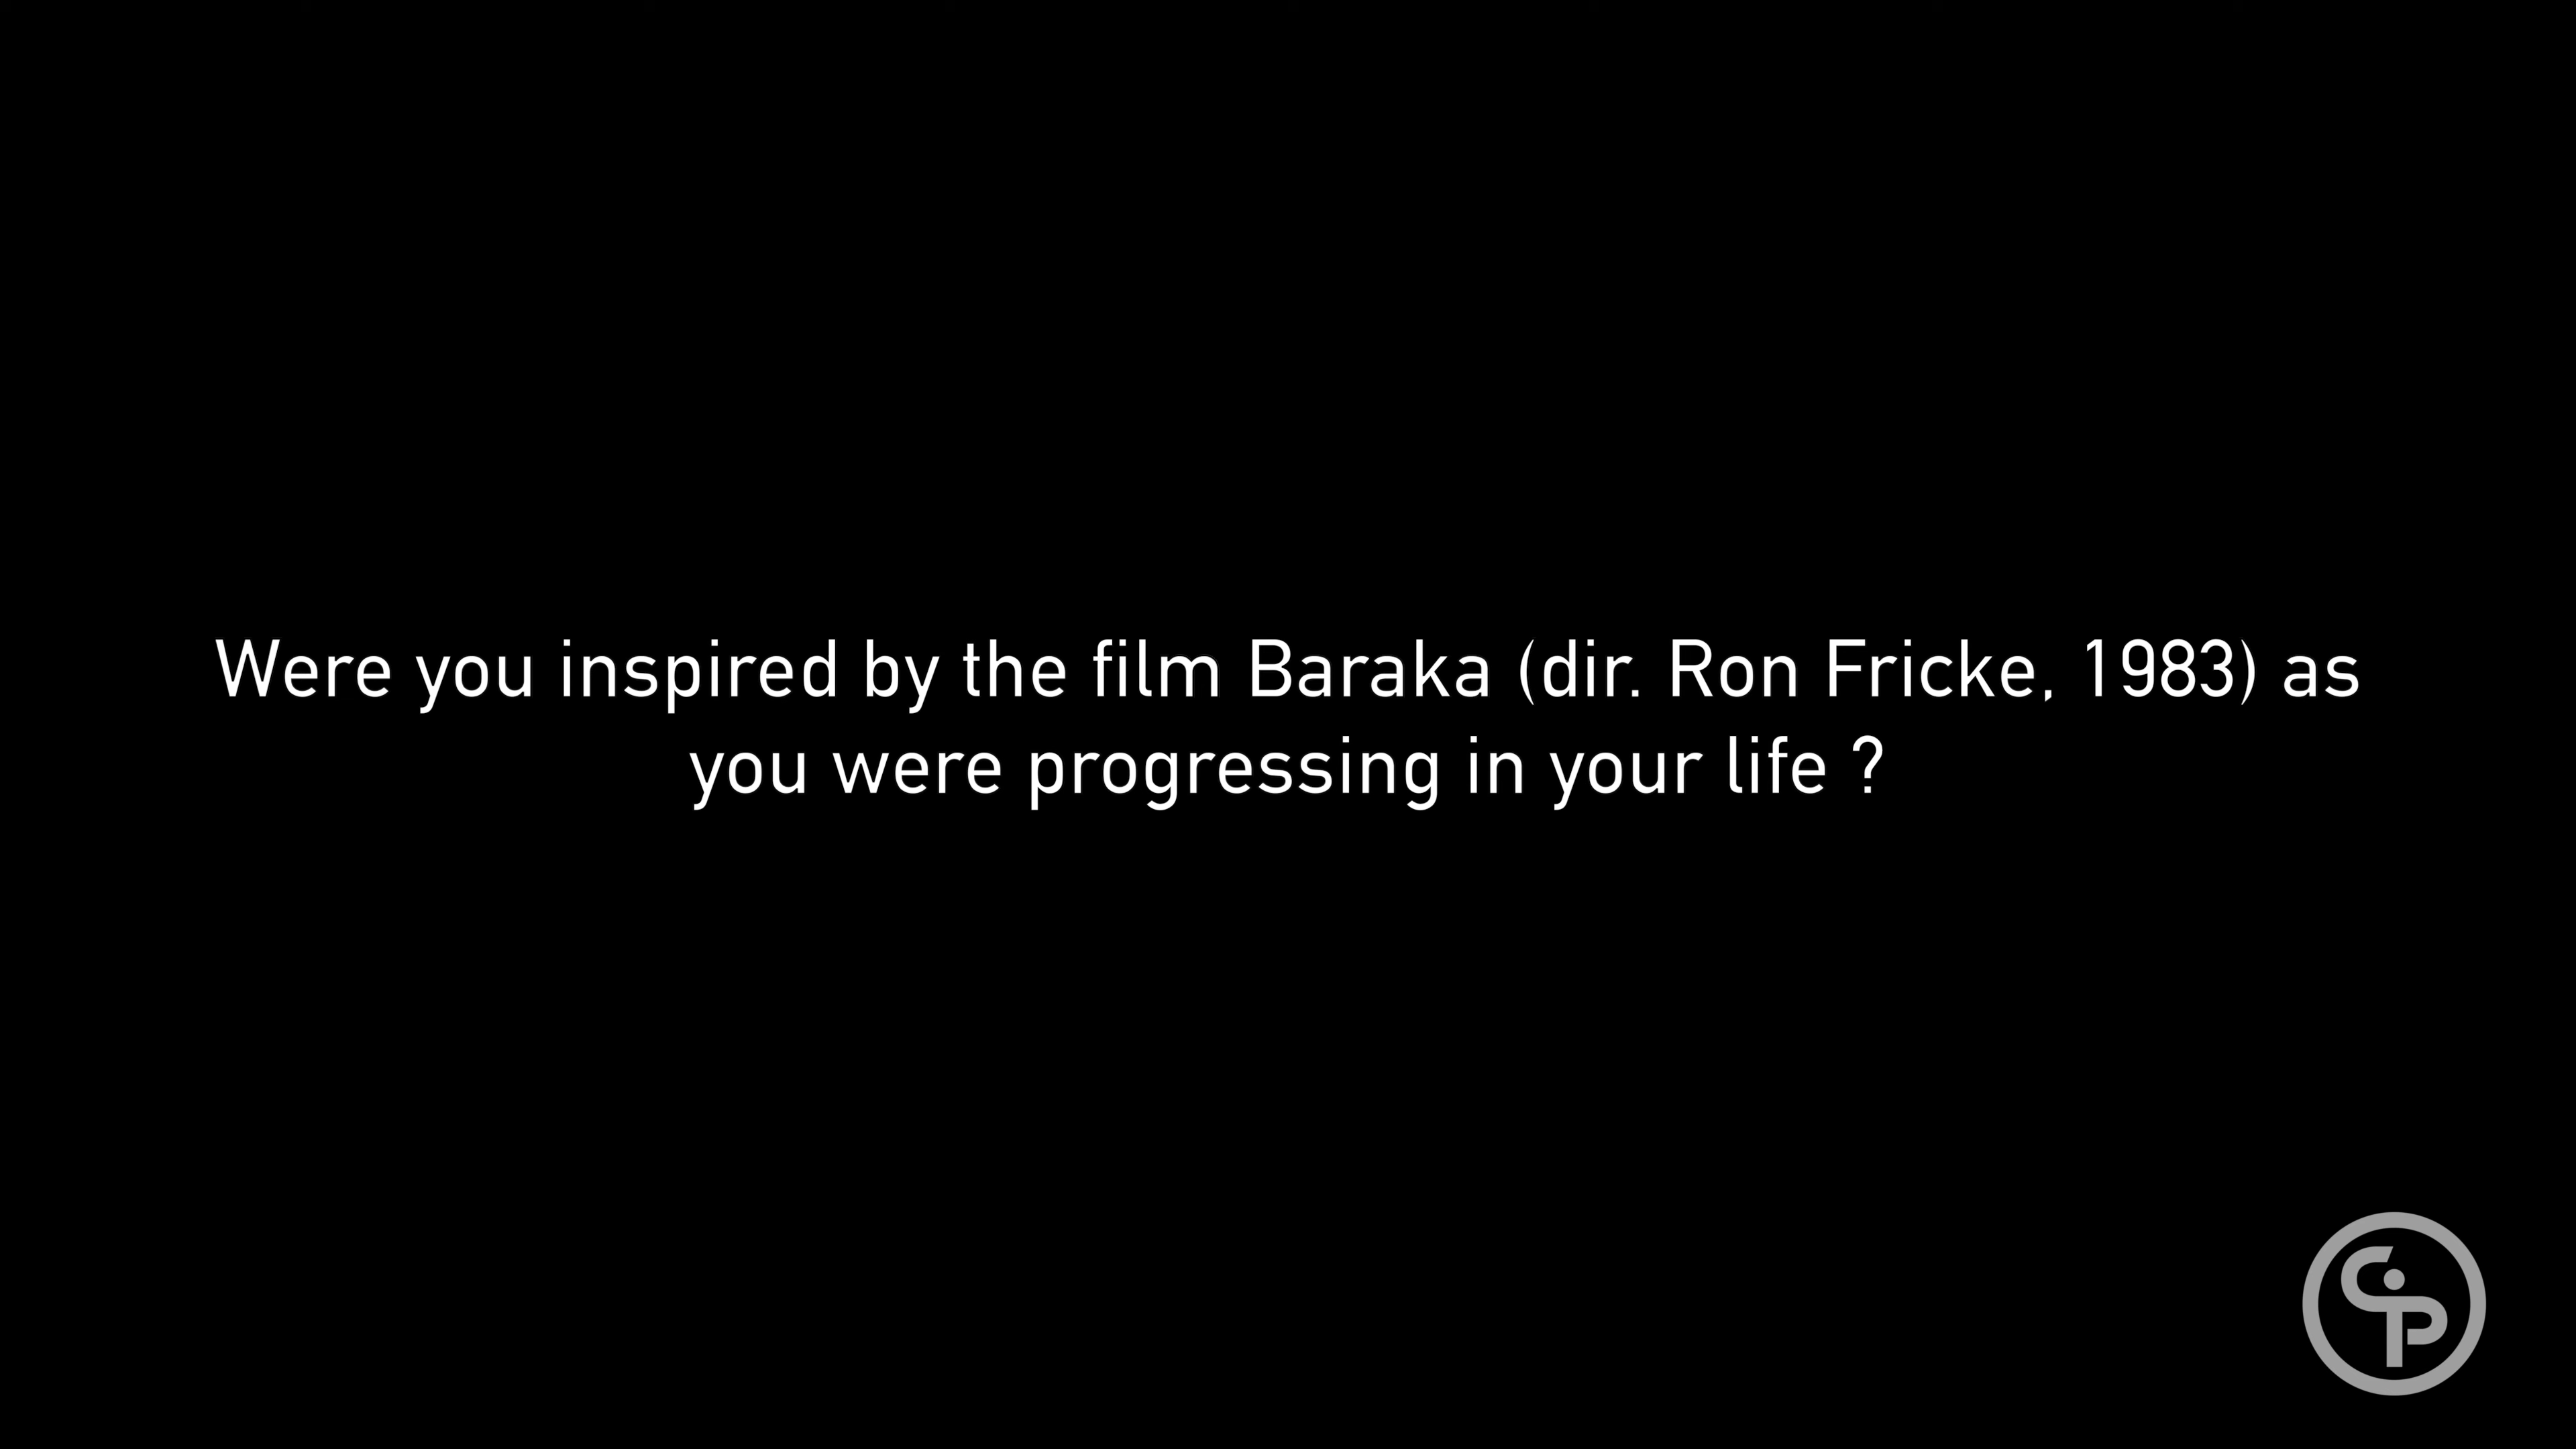 Were you inspired by the film Baraka (dir. Ron Fricke, 1983) as
you were progressing in your life ?